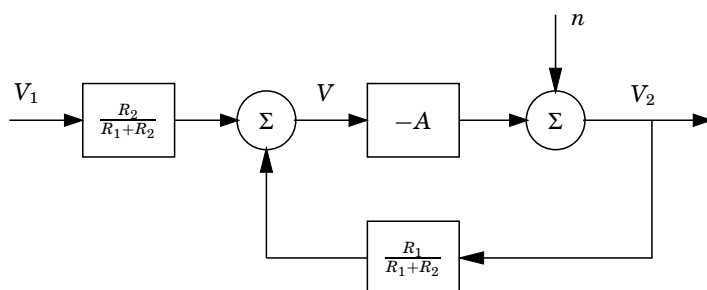 n
V₁
V
V₂
R₂/(R₁+R₂)
Σ
−A
Σ
R₁/(R₁+R₂)